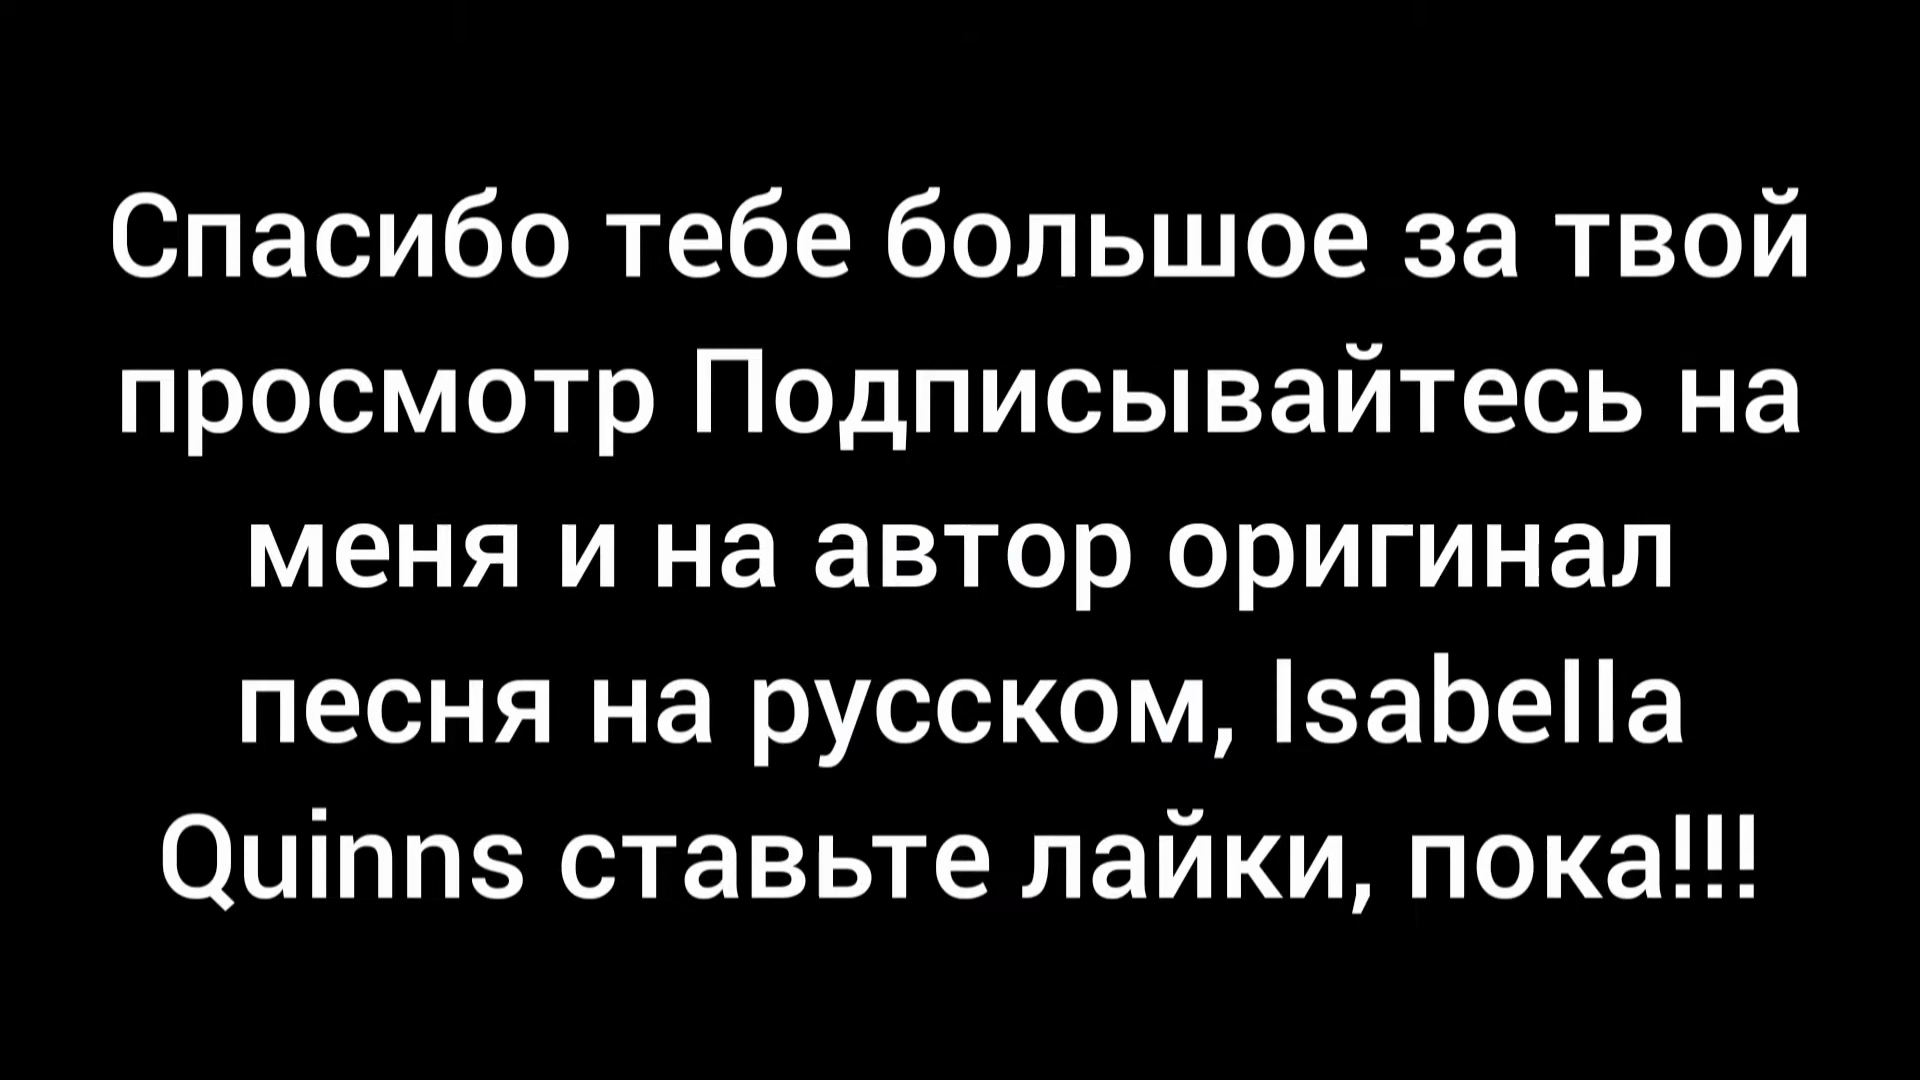 Спасибо тебе большое за твой
просмотр Подписывайтесь на
меня и на автор оригинал
песня на русском, Isabella
Quinns ставьте лайки, пока!!!